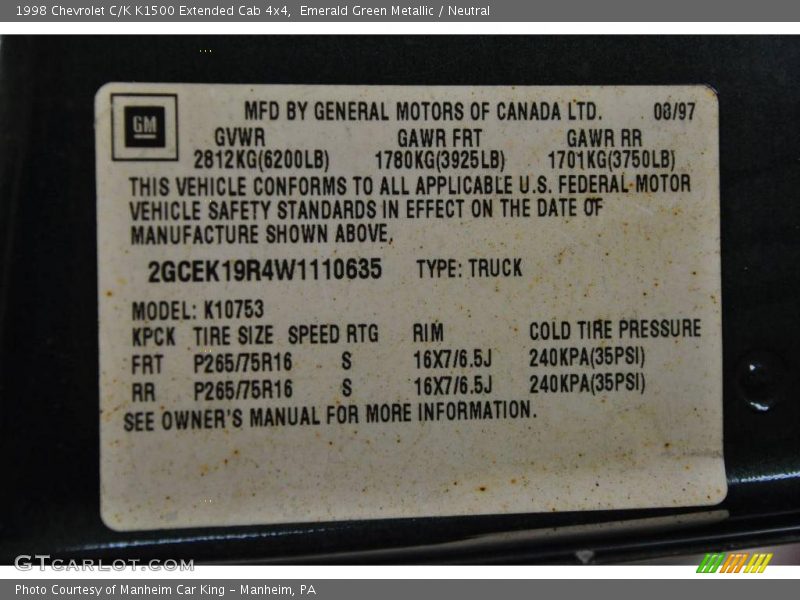 1998 Chevrolet C/K K1500 Extended Cab 4x4,  Emerald Green Metallic / Neutral
GM
MFD BY GENERAL MOTORS OF CANADA LTD. 08/97
GVWR GAWR FRT GAWR RR
2812KG(6200LB) 1780KG(3925LB) 1701KG(3750LB)
THIS VEHICLE CONFORMS TO ALL APPLICABLE U.S. FEDERAL MOTOR
VEHICLE SAFETY STANDARDS IN EFFECT ON THE DATE OF
MANUFACTURE SHOWN ABOVE.
2GCEK19R4W1110635 TYPE: TRUCK
MODEL: K10753
KPCK TIRE SIZE SPEED RTG RIM COLD TIRE PRESSURE
FRT P265/75R16 S 16X7/6.5J 240KPA(35PSI)
RR P265/75R16 S 16X7/6.5J 240KPA(35PSI)
SEE OWNER'S MANUAL FOR MORE INFORMATION.
GTcarlot.com
Photo Courtesy of Manheim Car King - Manheim, PA